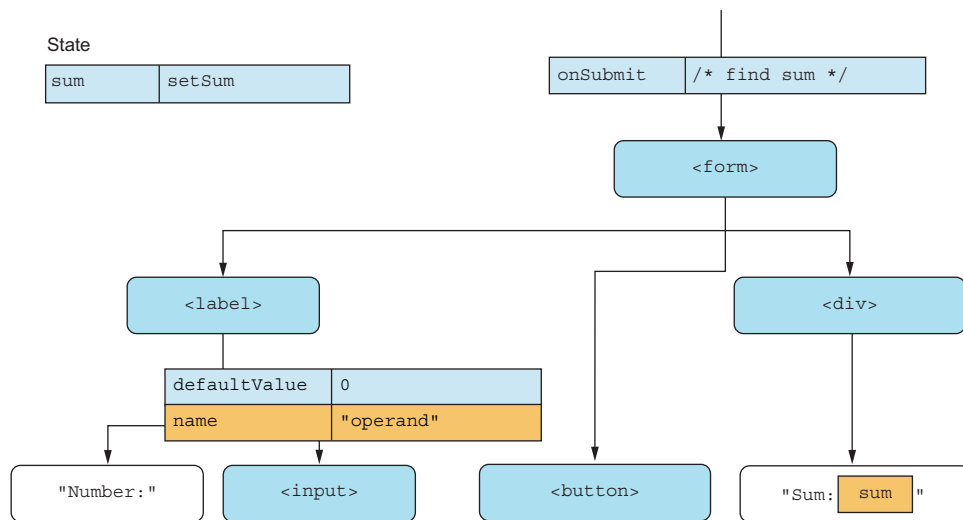 State
sum setSum
onSubmit /* find sum */
<form>
<label>
<div>
defaultValue 0
name "operand"
"Number:"
<input>
<button>
"Sum: sum "